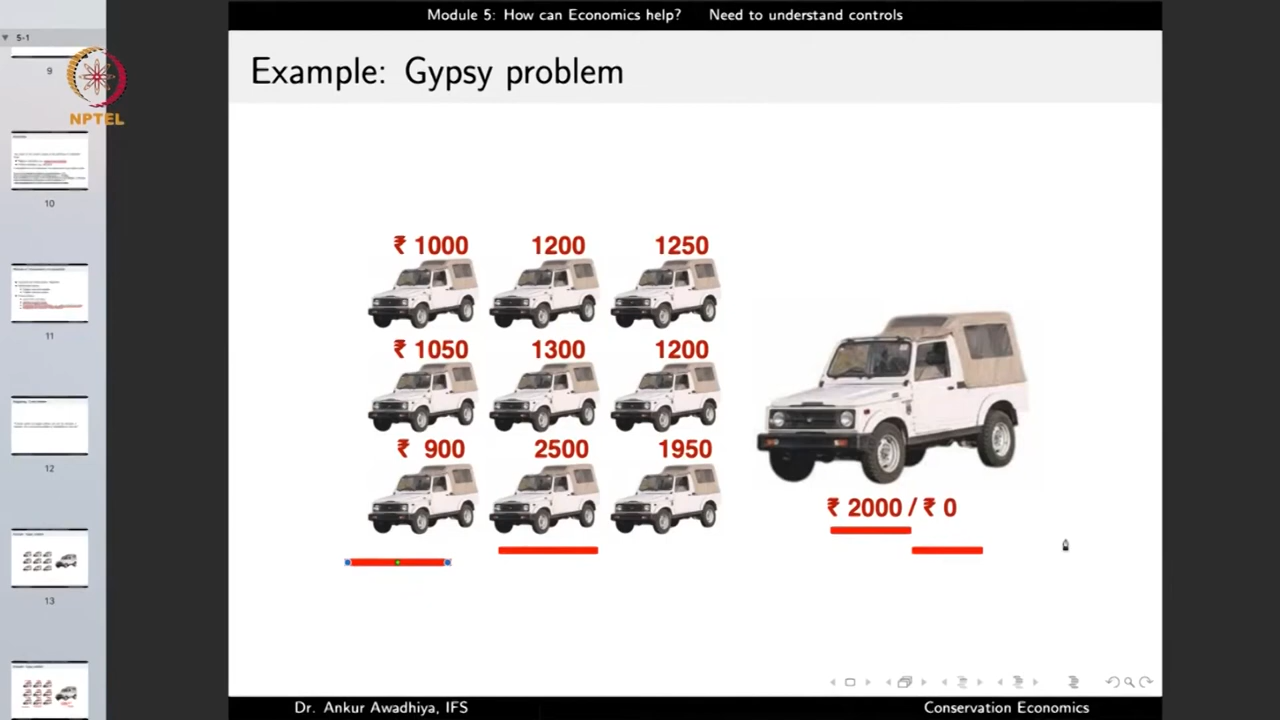 Module 5: How can Economics help? Need to understand controls
5-1
NPTEL
Example: Gypsy problem
₹ 1000 1200 1250
₹ 1050 1300 1200
₹ 900 2500 1950
₹ 2000 / ₹ 0
9
10
11
12
13
Dr. Ankur Awadhiya, IFS Conservation Economics